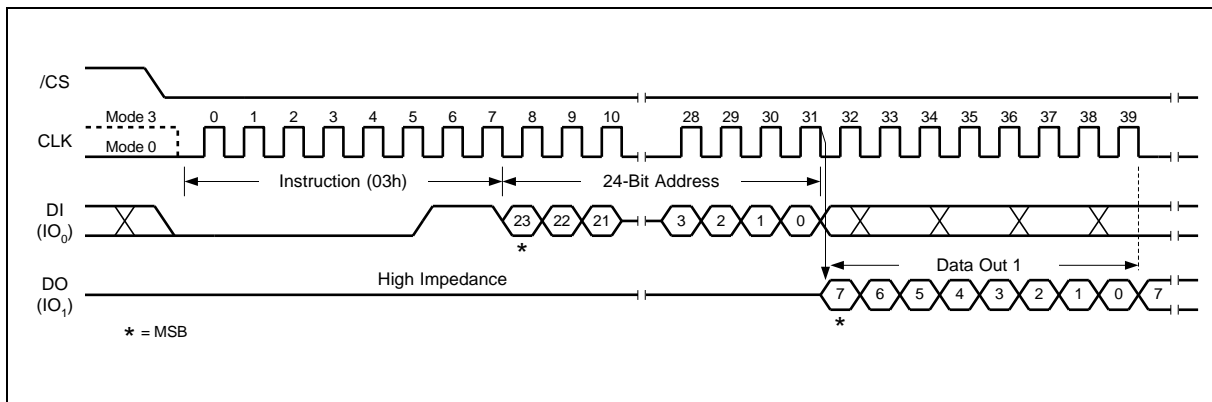 /CS
Mode 3
0 1 2 3 4 5 6 7 8 9 10 28 29 30 31 32 33 34 35 36 37 38 39
CLK
Mode 0
Instruction (03h) 24-Bit Address
DI
(IO0)
23 22 21 3 2 1 0
*
High Impedance
Data Out 1
DO
(IO1)
7 6 5 4 3 2 1 0 7
*
* = MSB